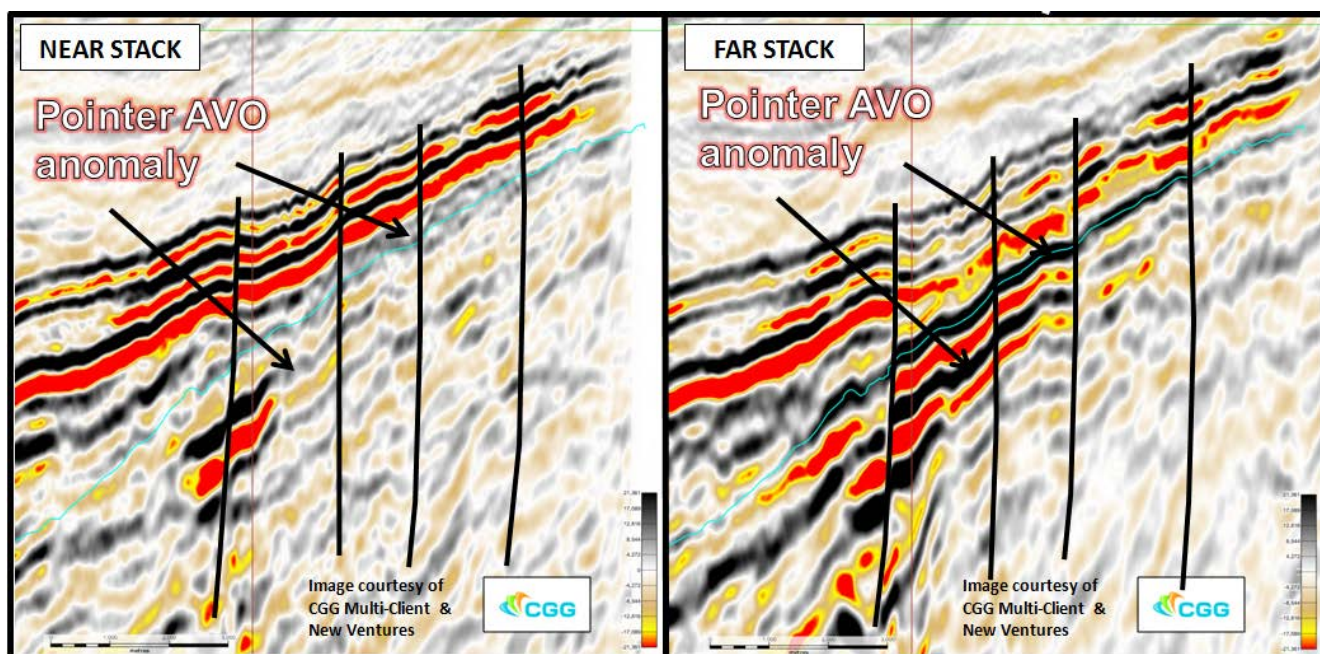 NEAR STACK
Pointer AVO
anomaly
Image courtesy of
CGG Multi-Client &
New Ventures
CGG
FAR STACK
Pointer AVO
anomaly
Image courtesy of
CGG Multi-Client &
New Ventures
CGG